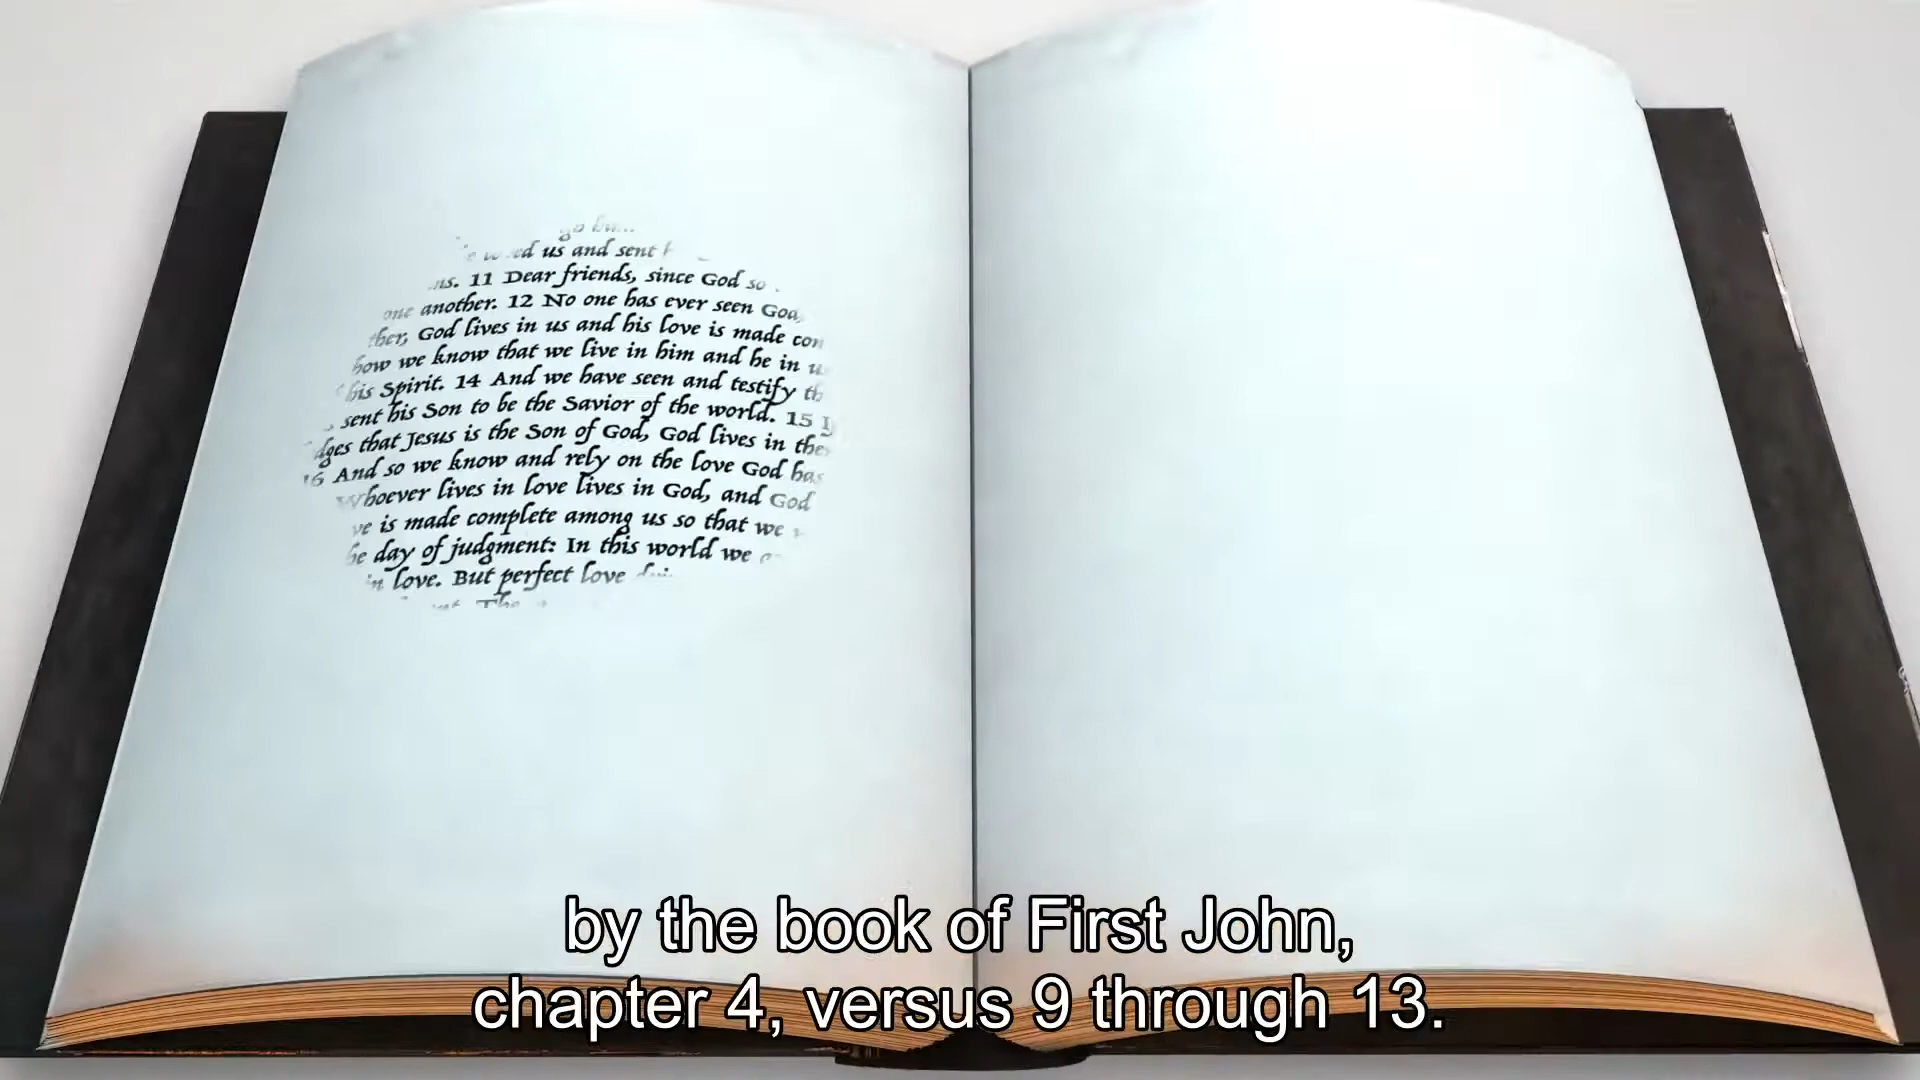 us and sent
11 Dear friends, since God so
one another. 12 No one has ever seen God,
God lives in us and his love is made
how we know that we live in him and he in
his Spirit. 14 And we have seen and testify
sent his Son to be the Savior of the world. 15
that Jesus is the Son of God, God lives in
16 And so we know and rely on the love God has
Whoever lives in love lives in God, and God
is made complete among us so that we
day of judgment: In this world we
in love. But perfect love
by the book of First John,
chapter 4, versus 9 through 13.